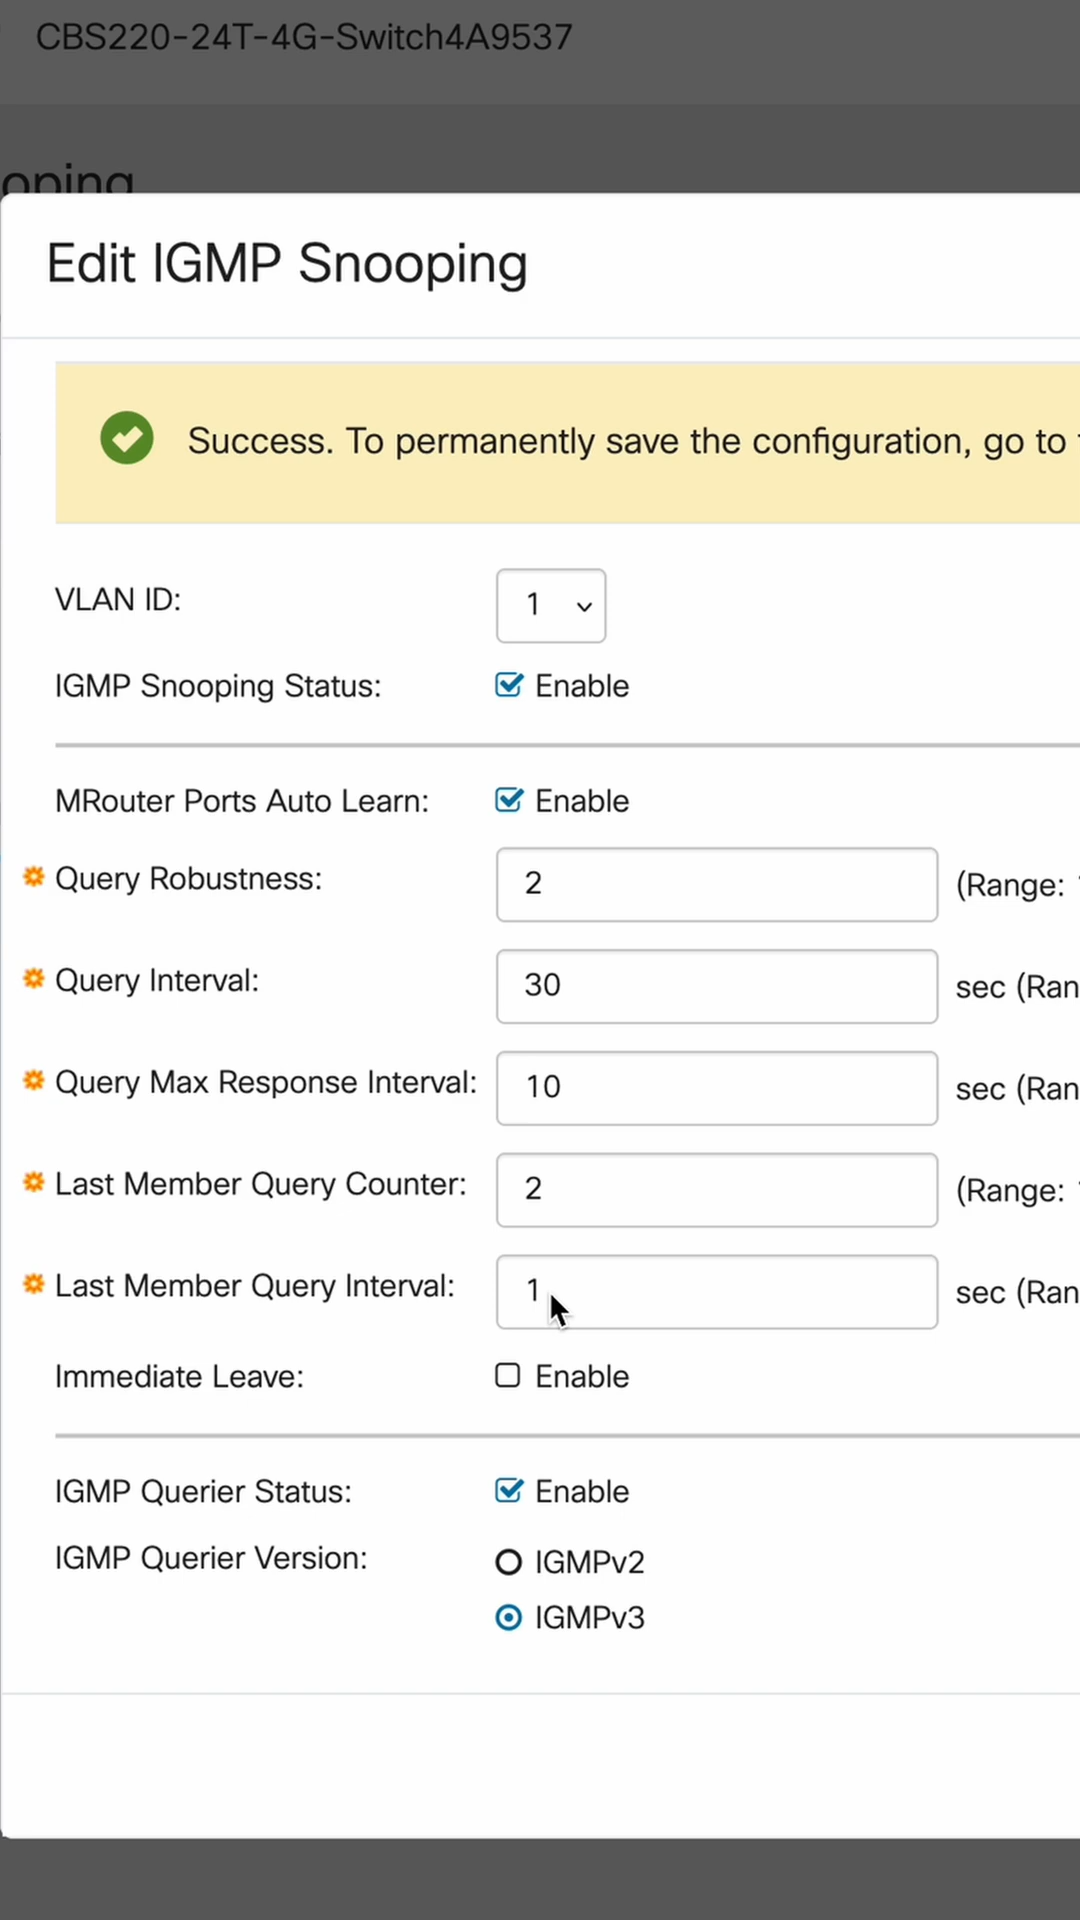 CBS220-24T-4G-Switch4A9537
oping
Edit IGMP Snooping
Success. To permanently save the configuration, go to
VLAN ID: 1
IGMP Snooping Status: Enable
MRouter Ports Auto Learn: Enable
Query Robustness: 2 (Range:
Query Interval: 30 sec (Ran
Query Max Response Interval: 10 sec (Ran
Last Member Query Counter: 2 (Range:
Last Member Query Interval: 1 sec (Ran
Immediate Leave: Enable
IGMP Querier Status: Enable
IGMP Querier Version: IGMPv2
IGMPv3